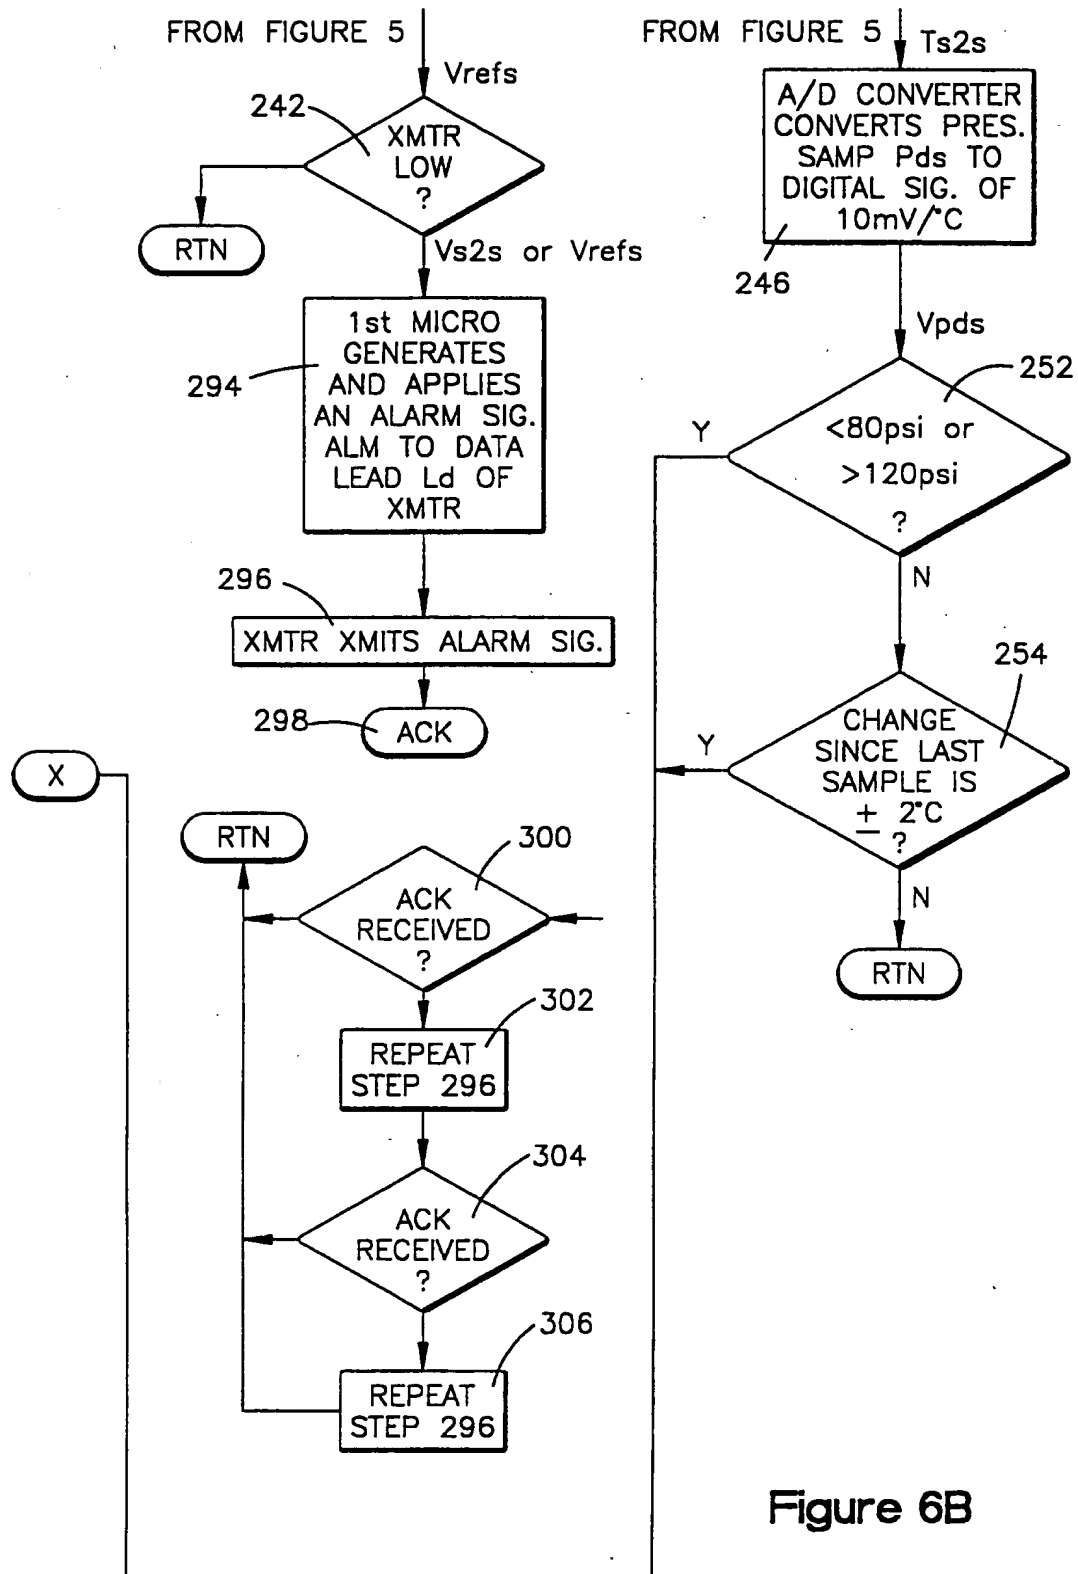 FROM FIGURE 5
Vrefs
242
XMTR
LOW
?
RTN
Vs2s or Vrefs
1st MICRO
GENERATES
AND APPLIES
AN ALARM SIG.
ALM TO DATA
LEAD Ld OF
XMTR
294
296
XMTR XMITS ALARM SIG.
298
ACK
X
RTN
300
ACK
RECEIVED
?
302
REPEAT
STEP 296
304
ACK
RECEIVED
?
306
REPEAT
STEP 296
FROM FIGURE 5
Ts2s
A/D CONVERTER
CONVERTS PRES.
SAMP Pds TO
DIGITAL SIG. OF
10mV/°C
246
Vpds
252
<80psi or
>120psi
?
Y
N
254
CHANGE
SINCE LAST
SAMPLE IS
± 2°C
?
Y
N
RTN
Figure 6B